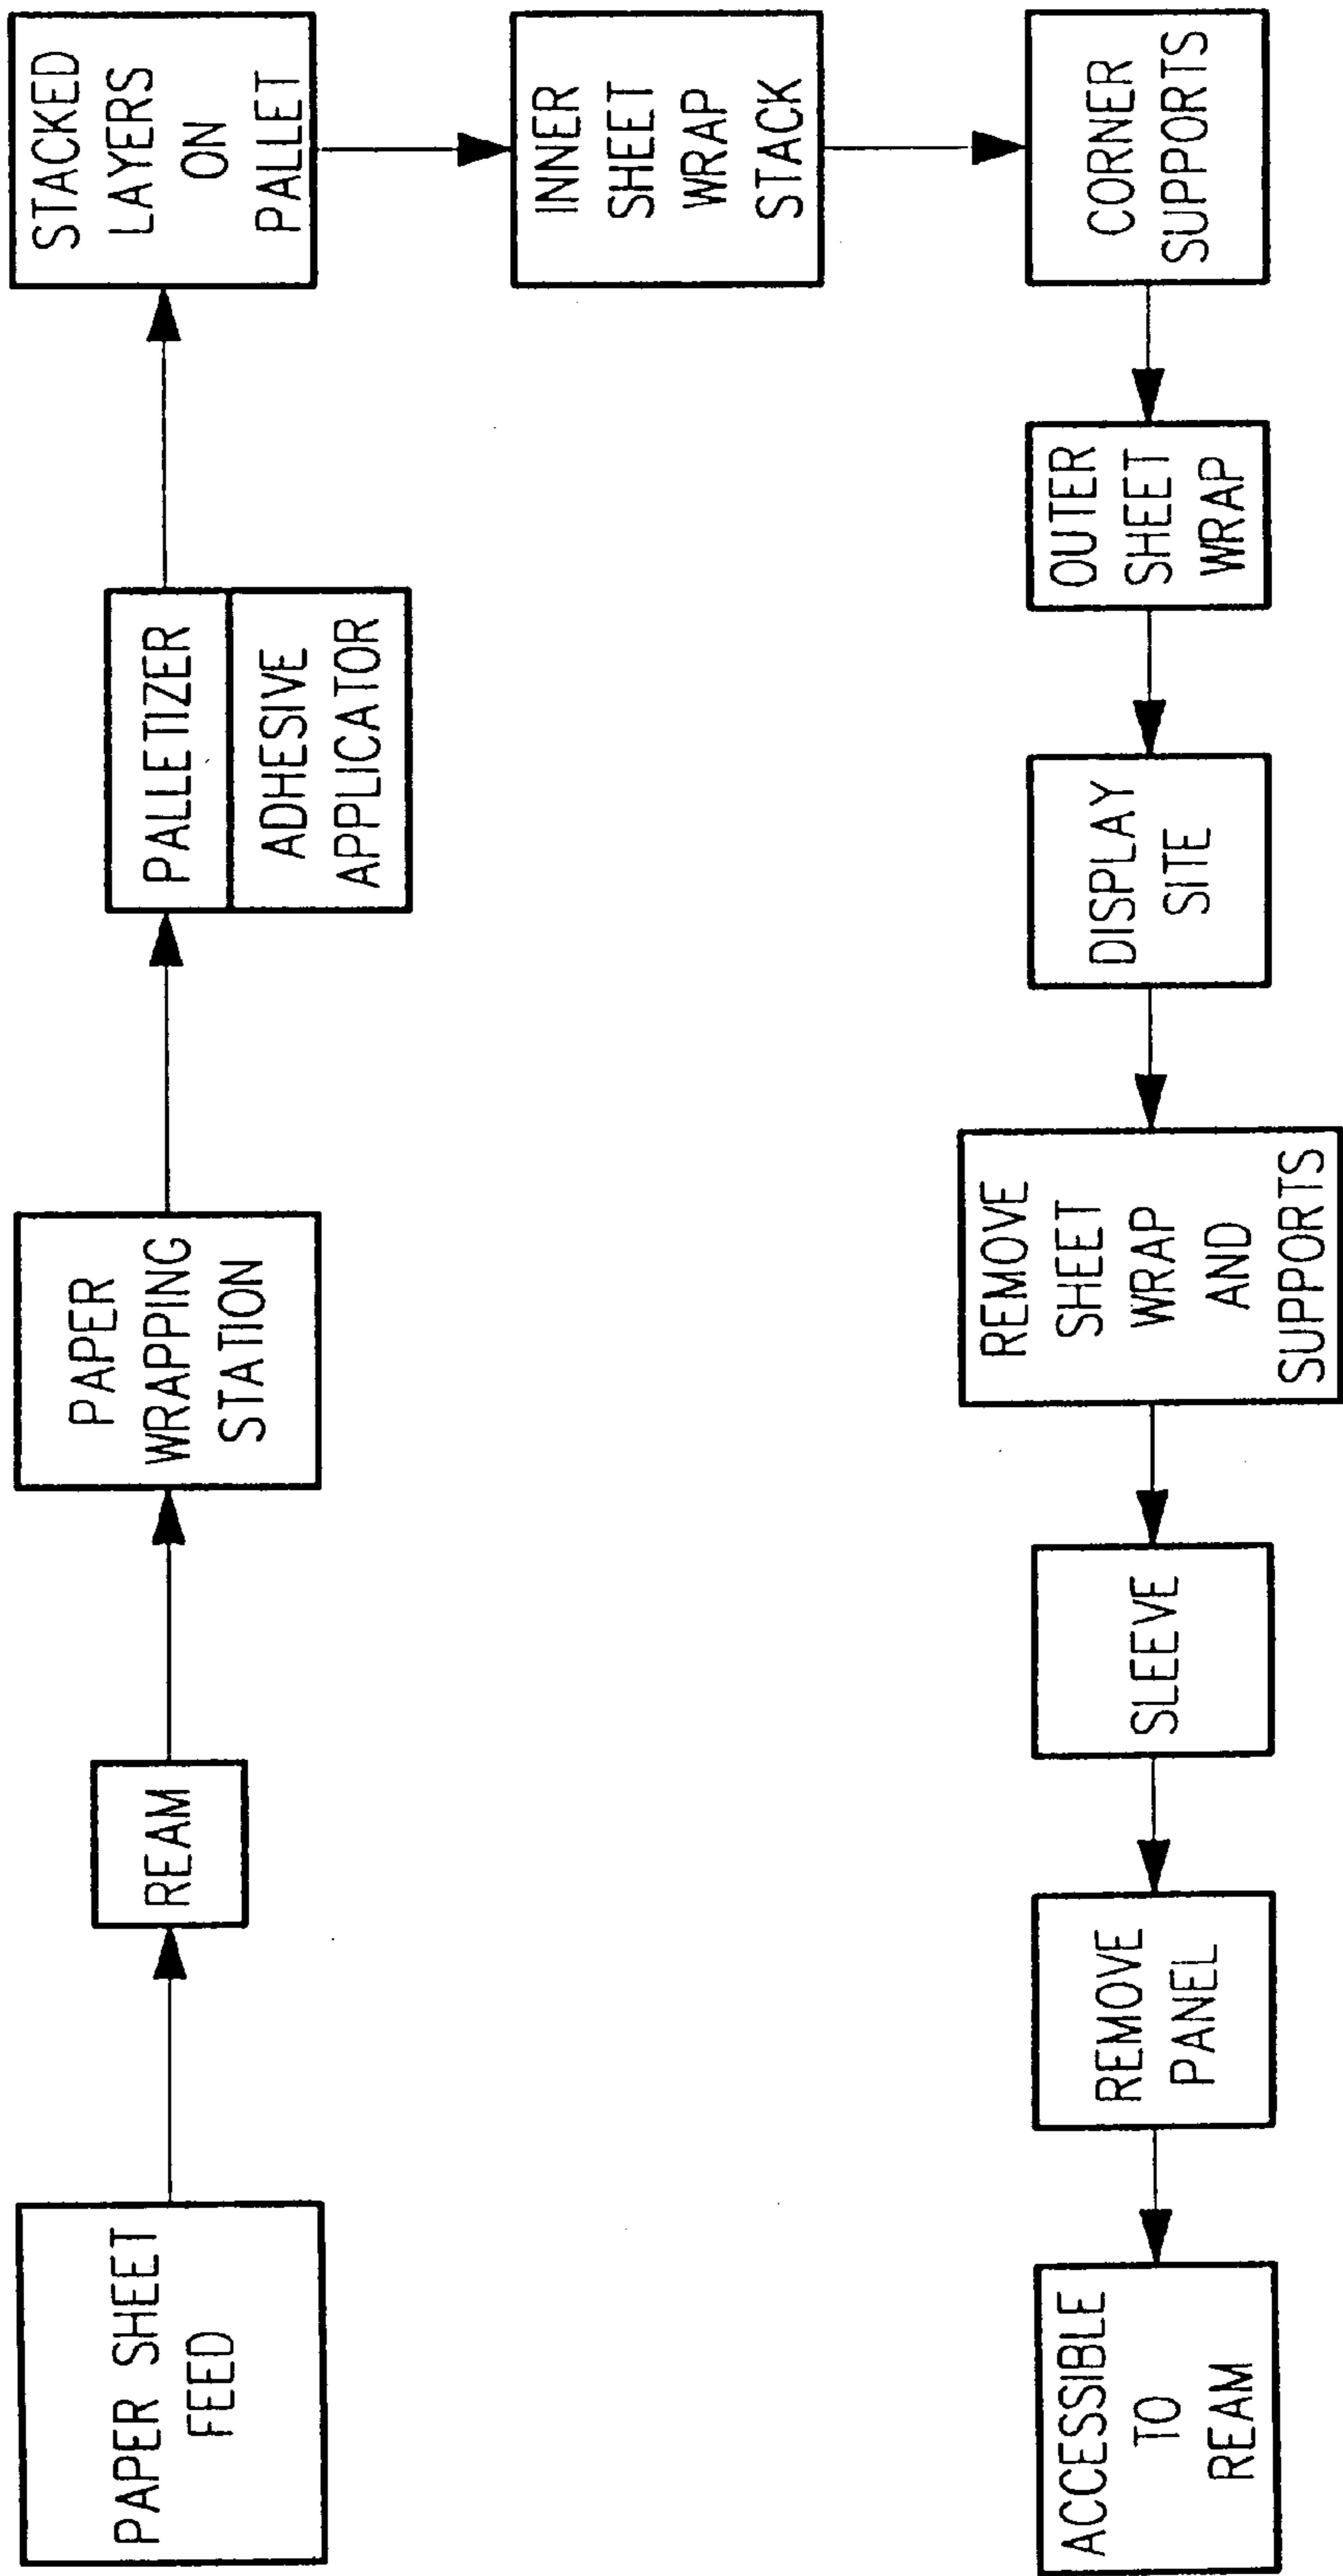 PAPER SHEET
FEED
REAM
PAPER
WRAPPING
STATION
PALLETIZER
ADHESIVE
APPLICATOR
STACKED
LAYERS
ON
PALLET
INNER
SHEET
WRAP
STACK
CORNER
SUPPORTS
OUTER
SHEET
WRAP
DISPLAY
SITE
REMOVE
SHEET
WRAP
AND
SUPPORTS
SLEEVE
REMOVE
PANEL
ACCESSIBLE
TO
REAM